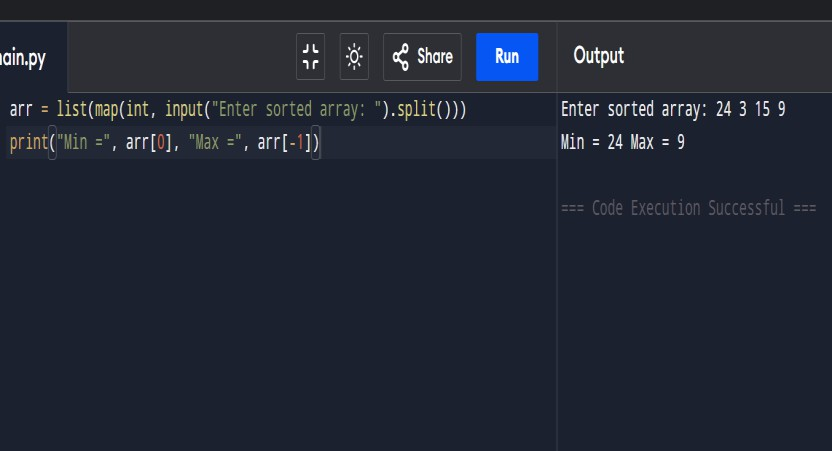 ain.py
Share
Run
Output
arr = list(map(int, input("Enter sorted array: ").split()))
print("Min =", arr[0], "Max =", arr[-1])
Enter sorted array: 24 3 15 9
Min = 24 Max = 9
=== Code Execution Successful ===